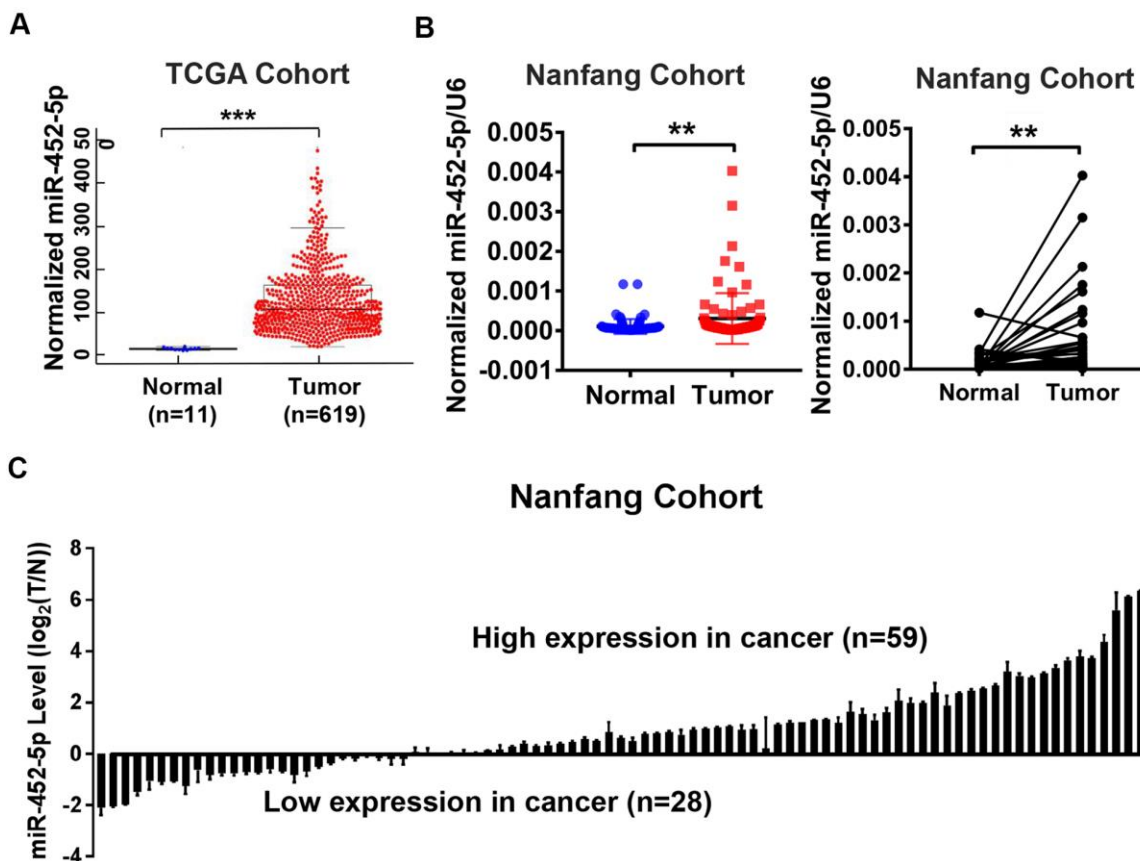 A
TCGA Cohort
Normalized miR-452-5p
0 100 200 300 400 50
0
***
Normal
(n=11)
Tumor
(n=619)
B
Nanfang Cohort
Normalized miR-452-5p/U6
0.005
0.004
0.003
0.002
0.001
0.000
-0.001
**
Normal Tumor
Nanfang Cohort
Normalized miR-452-5p/U6
0.005
0.004
0.003
0.002
0.001
0.000
**
Normal Tumor
C
Nanfang Cohort
miR-452-5p Level (log₂(T/N))
8
6
4
2
0
-2
-4
High expression in cancer (n=59)
Low expression in cancer (n=28)